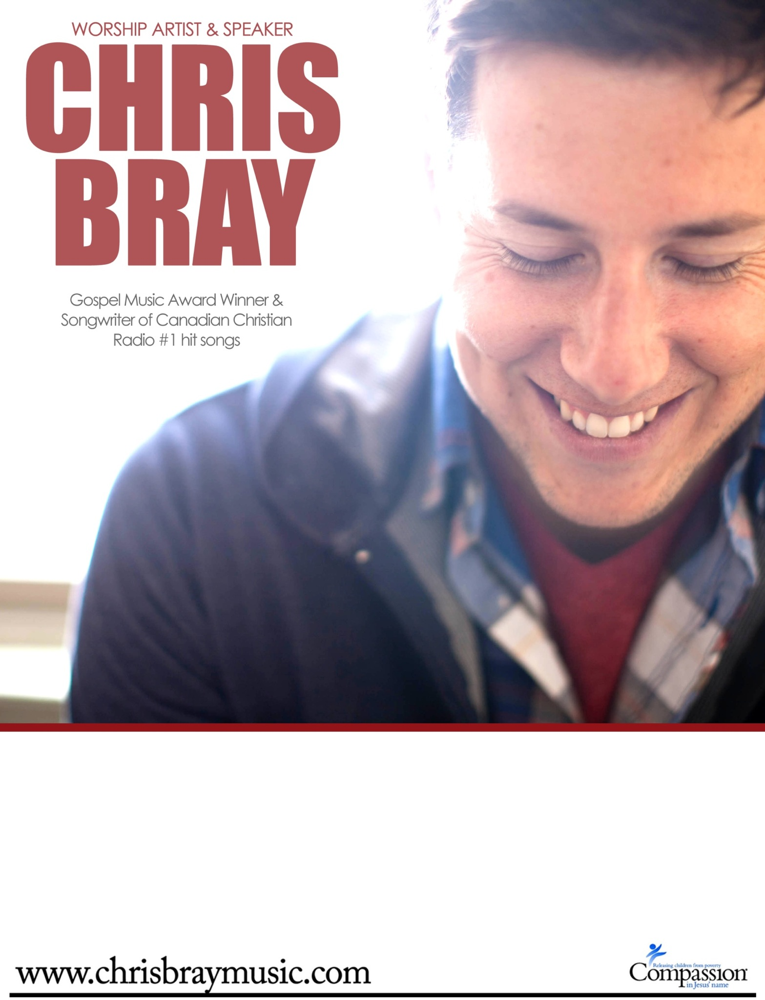 WORSHIP ARTIST & SPEAKER
CHRIS
BRAY
Gospel Music Award Winner &
Songwriter of Canadian Christian
Radio #1 hit songs
www.chrisbraymusic.com
Releasing children from poverty
Compassion®
in Jesus' name